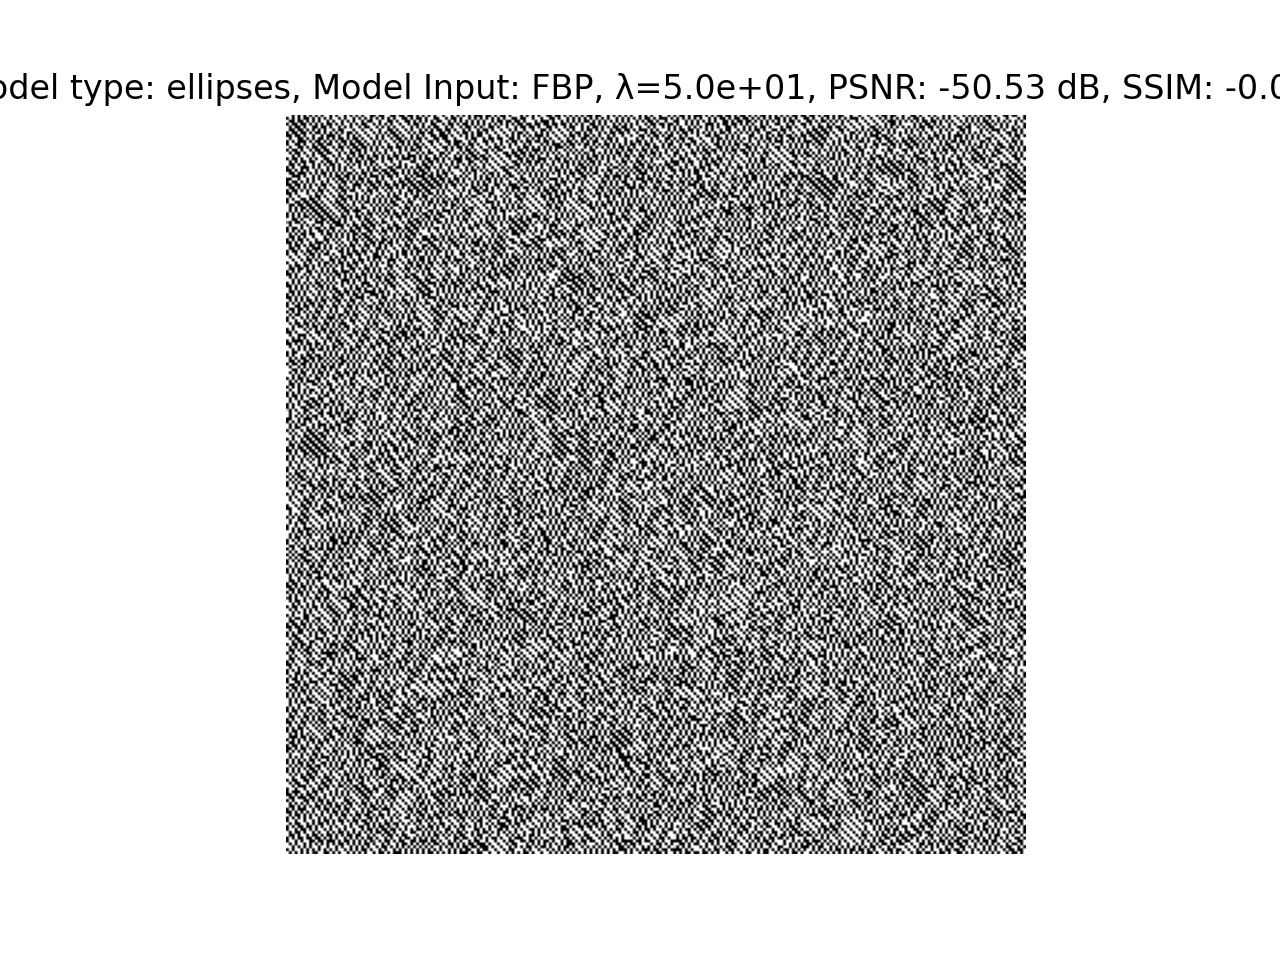 odel type: ellipses, Model Input: FBP, λ=5.0e+01, PSNR: -50.53 dB, SSIM: -0.0